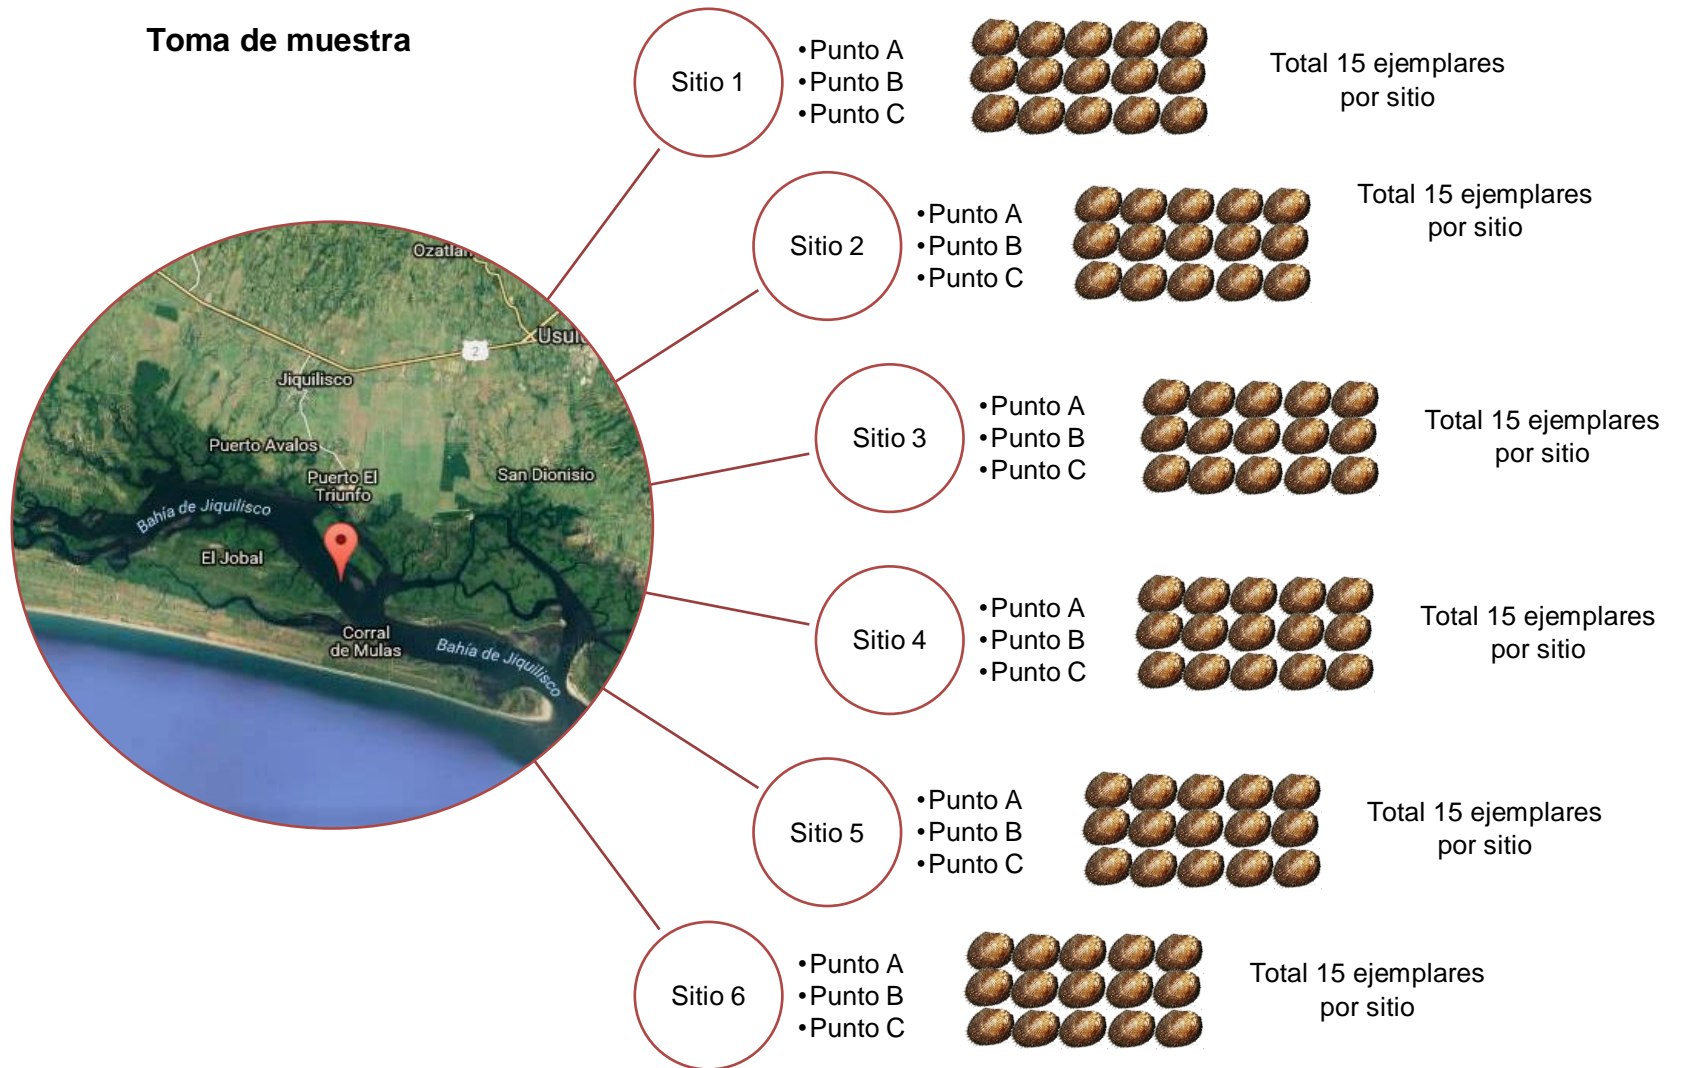 Toma de muestra
Sitio 1
•Punto A
•Punto B
•Punto C
Total 15 ejemplares
por sitio
Sitio 2
•Punto A
•Punto B
•Punto C
Total 15 ejemplares
por sitio
Sitio 3
•Punto A
•Punto B
•Punto C
Total 15 ejemplares
por sitio
Sitio 4
•Punto A
•Punto B
•Punto C
Total 15 ejemplares
por sitio
Sitio 5
•Punto A
•Punto B
•Punto C
Total 15 ejemplares
por sitio
Sitio 6
•Punto A
•Punto B
•Punto C
Total 15 ejemplares
por sitio
2
Jiquilisco
Puerto Avalos
Puerto El
Triunfo
San Dionisio
Bahía de Jiquilisco
El Jobal
Corral
de Mulas
Bahía de Jiquilisco